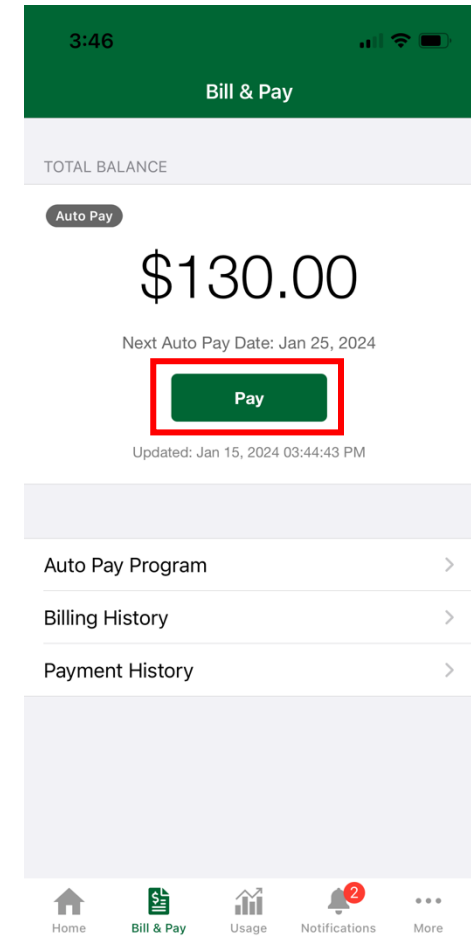 3:46
Bill & Pay
TOTAL BALANCE
Auto Pay
$130.00
Next Auto Pay Date: Jan 25, 2024
Pay
Updated: Jan 15, 2024 03:44:43 PM
Auto Pay Program
Billing History
Payment History
2
Home Bill & Pay Usage Notifications More